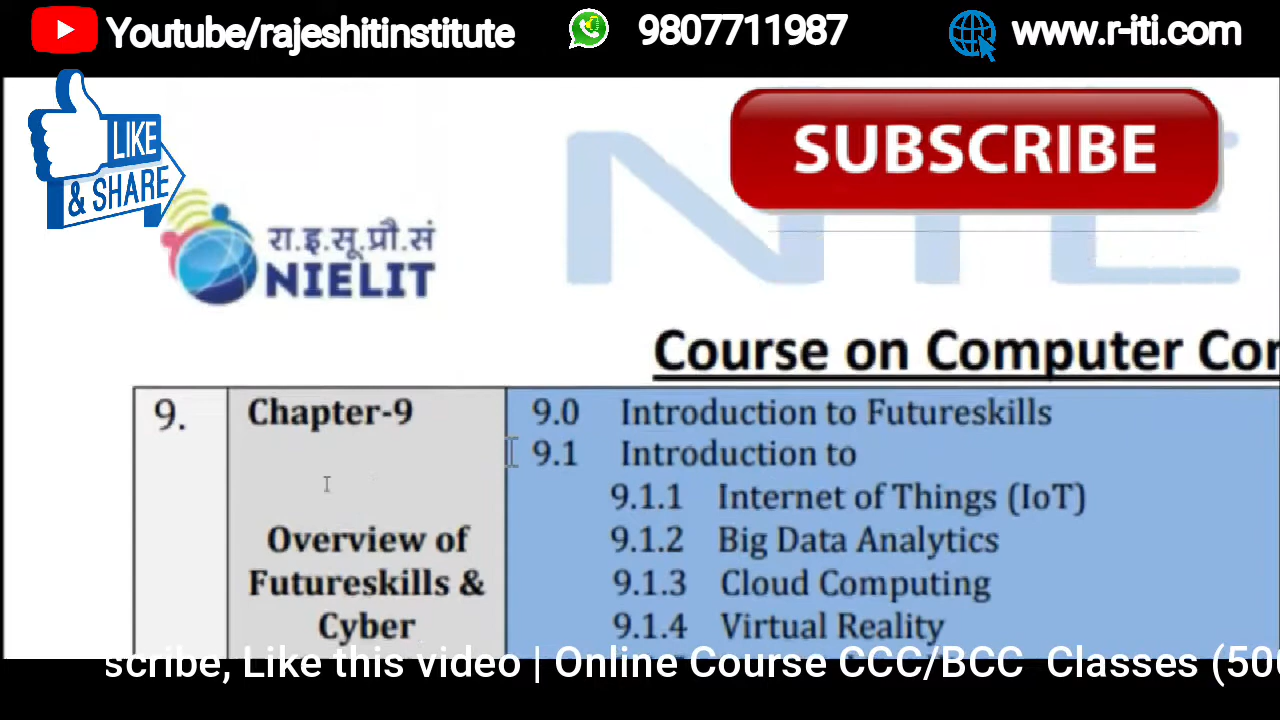 Youtube/rajeshitinstitute
9807711987
www.r-iti.com
LIKE
& SHARE
SUBSCRIBE
रा.इ.सू.प्रौ.सं
NIELIT
Course on Computer Con
9.
Chapter-9
Overview of
Futureskills &
Cyber
9.0 Introduction to Futureskills
9.1 Introduction to
9.1.1 Internet of Things (IoT)
9.1.2 Big Data Analytics
9.1.3 Cloud Computing
9.1.4 Virtual Reality
scribe, Like this video | Online Course CCC/BCC Classes